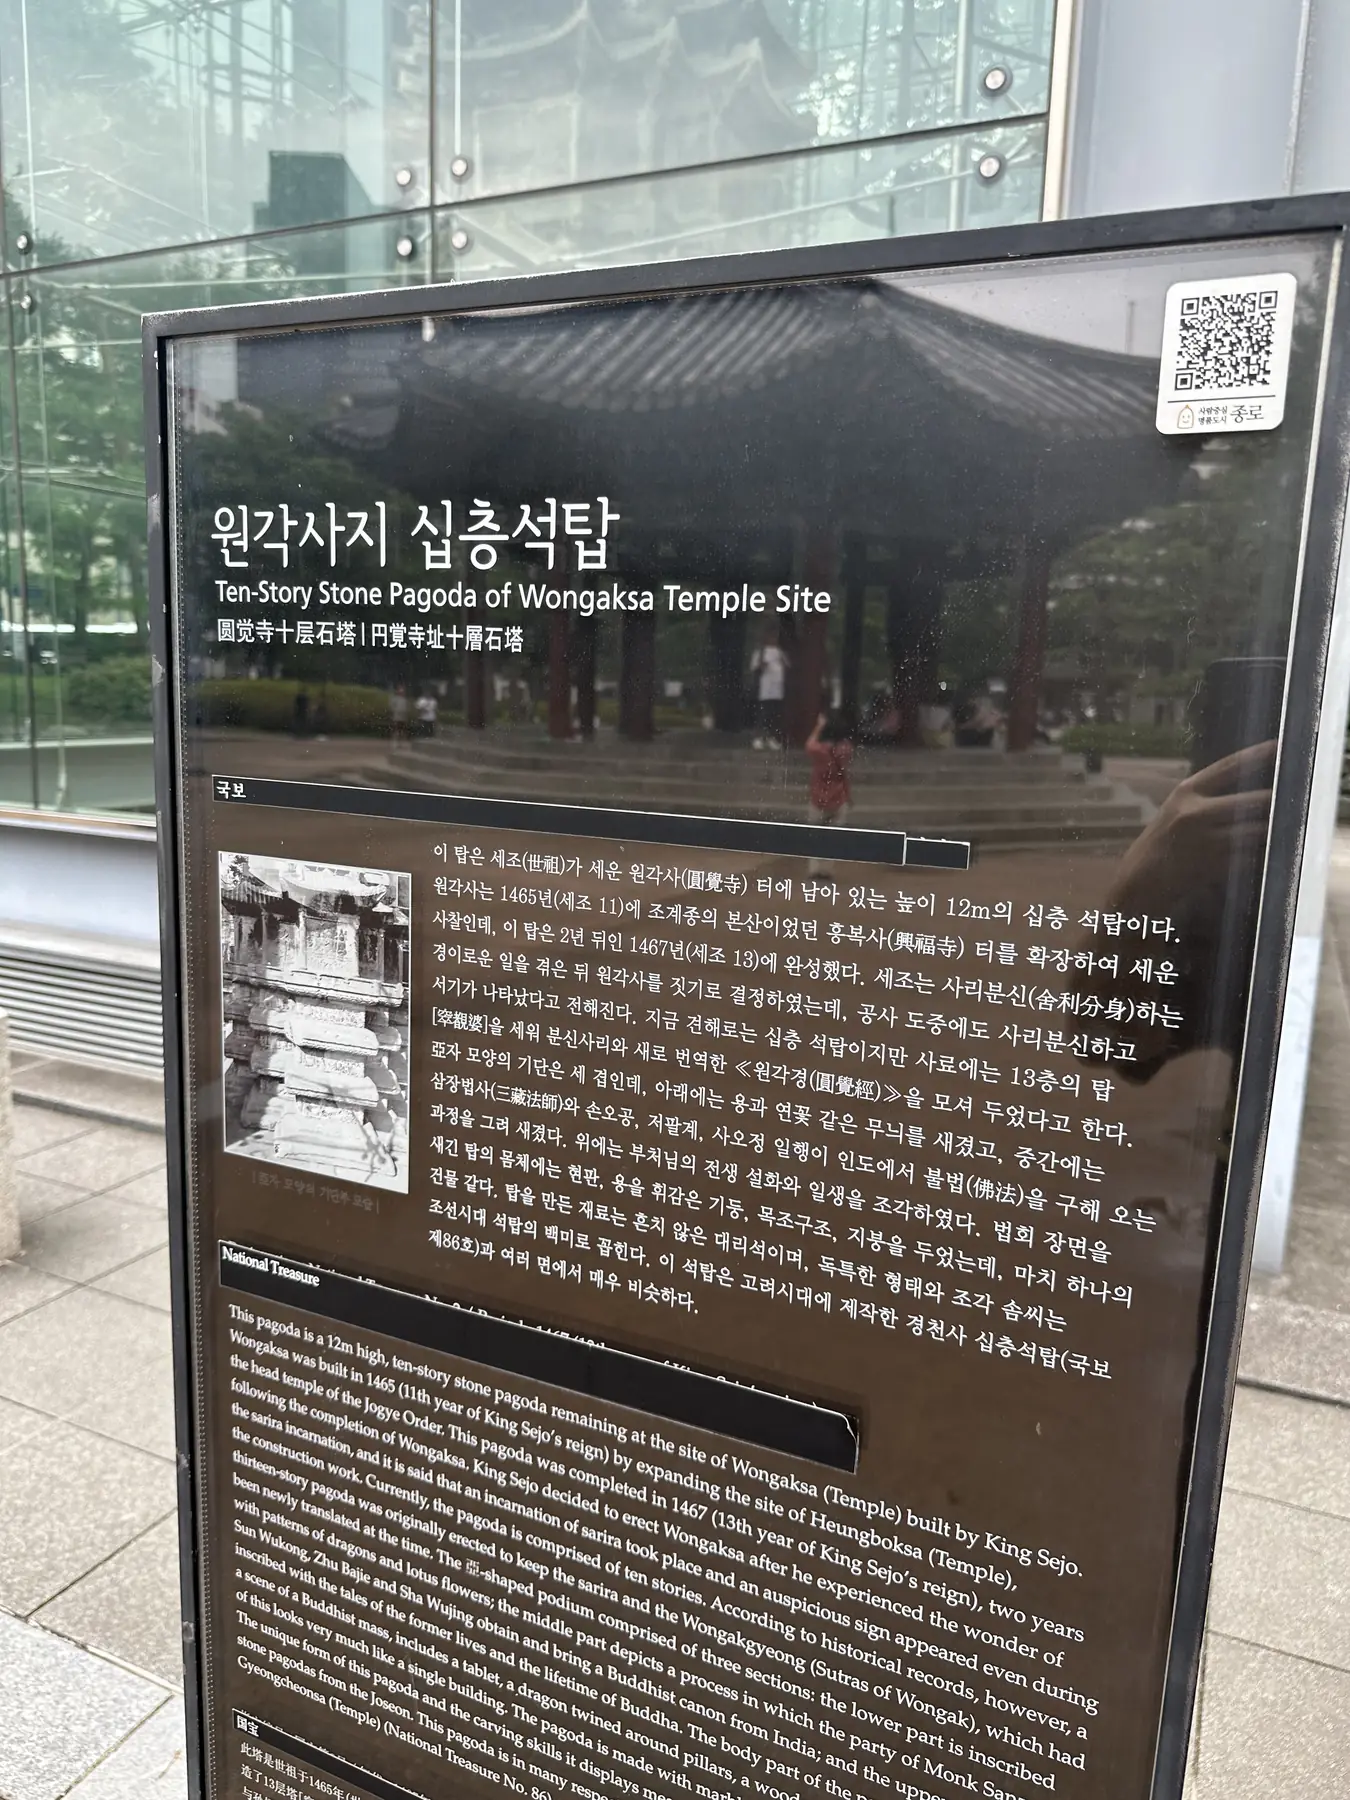 사람중심
명품도시 종로
원각사지 십층석탑
Ten-Story Stone Pagoda of Wongaksa Temple Site
圆觉寺十层石塔 | 円覚寺址十層石塔
국보
이 탑은 세조(世祖)가 세운 원각사(圓覺寺) 터에 남아 있는 높이 12m의 십층 석탑이다.
원각사는 1465년(세조 11)에 조계종의 본산이었던 흥복사(興福寺) 터를 확장하여 세운
사찰인데, 이 탑은 2년 뒤인 1467년(세조 13)에 완성했다. 세조는 사리분신(舍利分身)하는
경이로운 일을 겪은 뒤 원각사를 짓기로 결정하였는데, 공사 도중에도 사리분신하고
서기가 나타났다고 전해진다. 지금 견해로는 십층 석탑이지만 사료에는 13층의 탑
[窣覩婆]을 세워 분신사리와 새로 번역한 ≪원각경(圓覺經)≫을 모셔 두었다고 한다.
亞자 모양의 기단은 세 겹인데, 아래에는 용과 연꽃 같은 무늬를 새겼고, 중간에는
삼장법사(三藏法師)와 손오공, 저팔계, 사오정 일행이 인도에서 불법(佛法)을 구해 오는
과정을 그려 새겼다. 위에는 부처님의 전생 설화와 일생을 조각하였다. 법회 장면을
새긴 탑의 몸체에는 현판, 용을 휘감은 기둥, 목조구조, 지붕을 두었는데, 마치 하나의
건물 같다. 탑을 만든 재료는 흔치 않은 대리석이며, 독특한 형태와 조각 솜씨는
조선시대 석탑의 백미로 꼽힌다. 이 석탑은 고려시대에 제작한 경천사 십층석탑(국보
제86호)과 여러 면에서 매우 비슷하다.
| 亞자 모양의 기단부 모습 |
National Treasure
This pagoda is a 12m high, ten-story stone pagoda remaining at the site of Wongaksa (Temple) built by King Sejo.
Wongaksa was built in 1465 (11th year of King Sejo's reign) by expanding the site of Heungboksa (Temple),
the head temple of the Jogye Order. This pagoda was completed in 1467 (13th year of King Sejo's reign), two years
following the completion of Wongaksa. King Sejo decided to erect Wongaksa after he experienced the wonder of
the sarira incarnation, and it is said that an incarnation of sarira took place and an auspicious sign appeared even during
the construction work. Currently, the pagoda is comprised of ten stories. According to historical records, however, a
thirteen-story pagoda was originally erected to keep the sarira and the Wongakgyeong (Sutras of Wongak), which had
been newly translated at the time. The 亞-shaped podium comprised of three sections: the lower part is inscribed
with patterns of dragons and lotus flowers; the middle part depicts a process in which the party of Monk
Sun Wukong, Zhu Bajie and Sha Wujing obtain and bring a Buddhist canon from India; and the upper
inscribed with the tales of the former lives and the lifetime of Buddha. The body part of the
a scene of a Buddhist mass, includes a tablet, a dragon twined around pillars, a
of this looks very much like a single building. The pagoda is made with
The unique form of this pagoda and the carving skills it displays
stone pagodas from the Joseon. This pagoda is in many
Gyeongcheonsa (Temple) (National Treasure No. 86)
国宝
此塔是世祖于1465年
造了13层塔